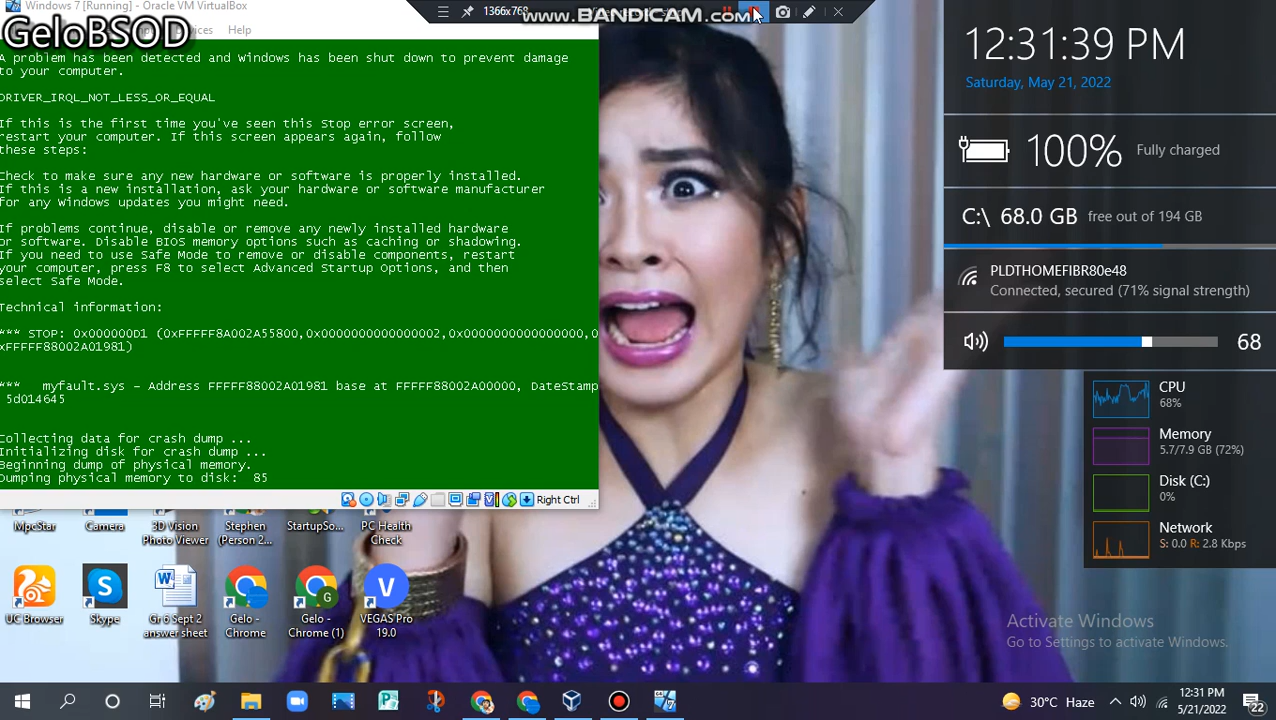 Windows 7 [Running] - Oracle VM VirtualBox
GeloBSOD
Help
1366x768
www.BANDICAM.com
A problem has been detected and Windows has been shut down to prevent damage
to your computer.
DRIVER_IRQL_NOT_LESS_OR_EQUAL
If this is the first time you've seen this Stop error screen,
restart your computer. If this screen appears again, follow
these steps:
Check to make sure any new hardware or software is properly installed.
If this is a new installation, ask your hardware or software manufacturer
for any Windows updates you might need.
If problems continue, disable or remove any newly installed hardware
or software. Disable BIOS memory options such as caching or shadowing.
If you need to use Safe Mode to remove or disable components, restart
your computer, press F8 to select Advanced Startup Options, and then
select Safe Mode.
Technical information:
*** STOP: 0x000000D1 (0xFFFFF8A002A55800,0x0000000000000002,0x0000000000000000,0
xFFFFF88002A01981)
*** myfault.sys - Address FFFFF88002A01981 base at FFFFF88002A00000, DateStamp
5d014645
Collecting data for crash dump ...
Initializing disk for crash dump ...
Beginning dump of physical memory.
Dumping physical memory to disk: 85
Right Ctrl
12:31:39 PM
Saturday, May 21, 2022
100% Fully charged
C:\ 68.0 GB free out of 194 GB
PLDTHOMEFIBR80e48
Connected, secured (71% signal strength)
68
CPU
68%
Memory
5.7/7.9 GB (72%)
Disk (C:)
0%
Network
S: 0.0 R: 2.8 Kbps
MpcStar
Camera
3D Vision
Photo Viewer
Stephen
(Person 2...
StartupSo...
PC Health
Check
UC Browser
Skype
Gr 6 Sept 2
answer sheet
Gelo -
Chrome
Gelo -
Chrome (1)
VEGAS Pro
19.0
Activate Windows
Go to Settings to activate Windows.
30°C Haze
12:31 PM
5/21/2022
22